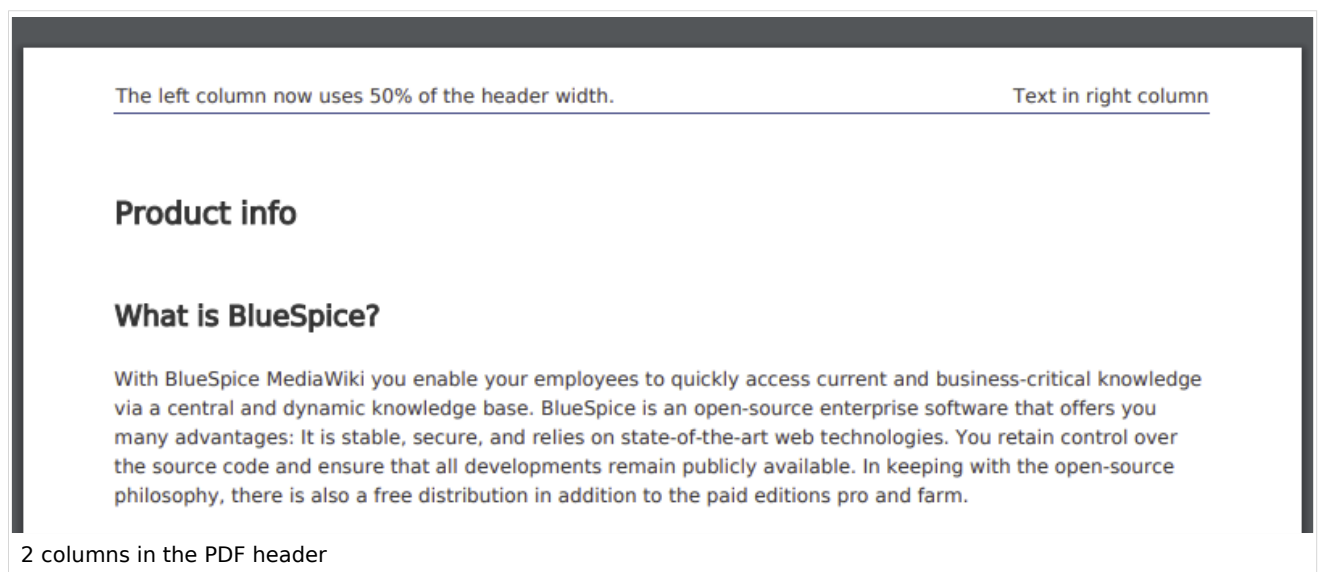 The left column now uses 50% of the header width. Text in right column
Product info
What is BlueSpice?
With BlueSpice MediaWiki you enable your employees to quickly access current and business-critical knowledge
via a central and dynamic knowledge base. BlueSpice is an open-source enterprise software that offers you
many advantages: It is stable, secure, and relies on state-of-the-art web technologies. You retain control over
the source code and ensure that all developments remain publicly available. In keeping with the open-source
philosophy, there is also a free distribution in addition to the paid editions pro and farm.
2 columns in the PDF header